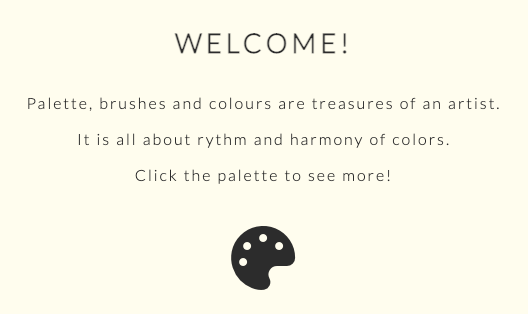 WELCOME!
Palette, brushes and colours are treasures of an artist.
It is all about rythm and harmony of colors.
Click the palette to see more!